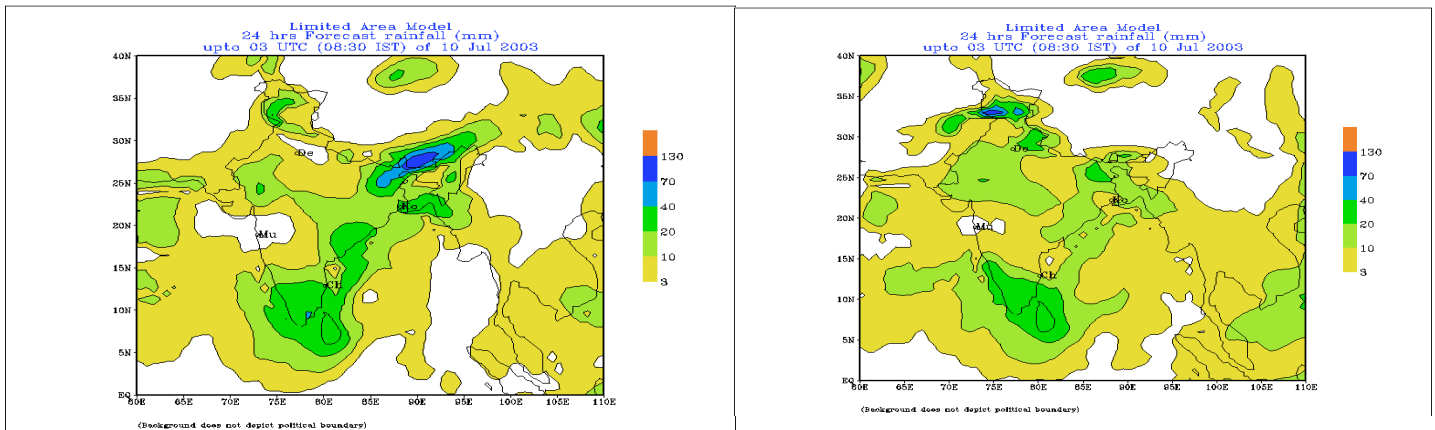 Limited Area Model
24 hrs Forecast rainfall (mm)
upto 03 UTC (08:30 IST) of 10 Jul 2003
40N
35N
30N
25N
20N
15N
10N
5N
EQ
60E 65E 70E 75E 80E 85E 90E 95E 100E 105E 110E
De
Ko
Mu
Ch
130
70
40
20
10
3
(Background does not depict political boundary)
Limited Area Model
24 hrs Forecast rainfall (mm)
upto 03 UTC (08:30 IST) of 10 Jul 2003
40N
35N
30N
25N
20N
15N
10N
5N
EQ
60E 65E 70E 75E 80E 85E 90E 95E 100E 105E 110E
De
Ko
Mu
Ch
130
70
40
20
10
3
(Background does not depict political boundary)